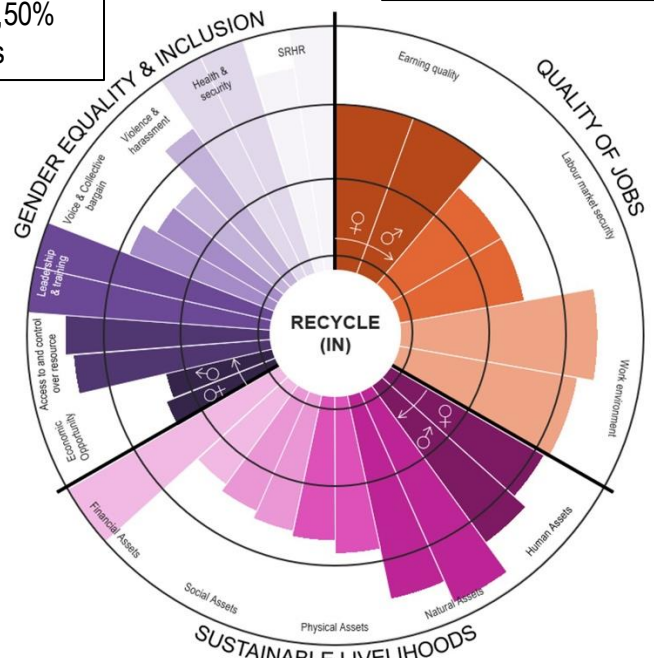 ,50%
s
GENDER EQUALITY & INCLUSION
QUALITY OF JOBS
SUSTAINABLE LIVELIHOODS
RECYCLE
(IN)
Earning quality
Labour market security
Work environment
Human Assets
Natural Assets
Physical Assets
Social Assets
Financial Assets
Economic
Opportunity
Access to and control
over resource
Leadership
& training
Voice & Collective
bargain
Violence &
harassment
Health &
security
SRHR
♀
♂
♀
♂
♀
♂